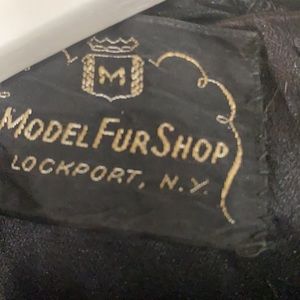 M
MODEL FUR SHOP
LOCKPORT, N.Y.